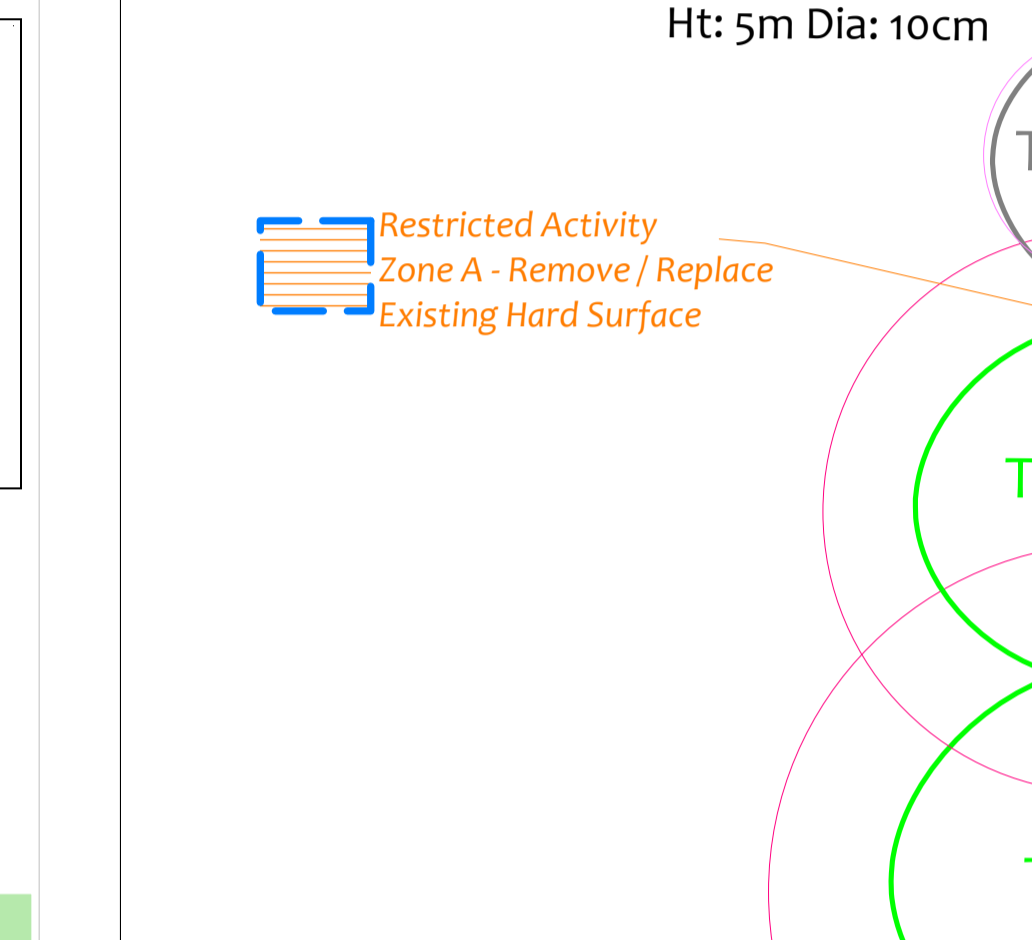 Ht: 5m Dia: 10cm
T
Restricted Activity
Zone A - Remove / Replace
Existing Hard Surface
T